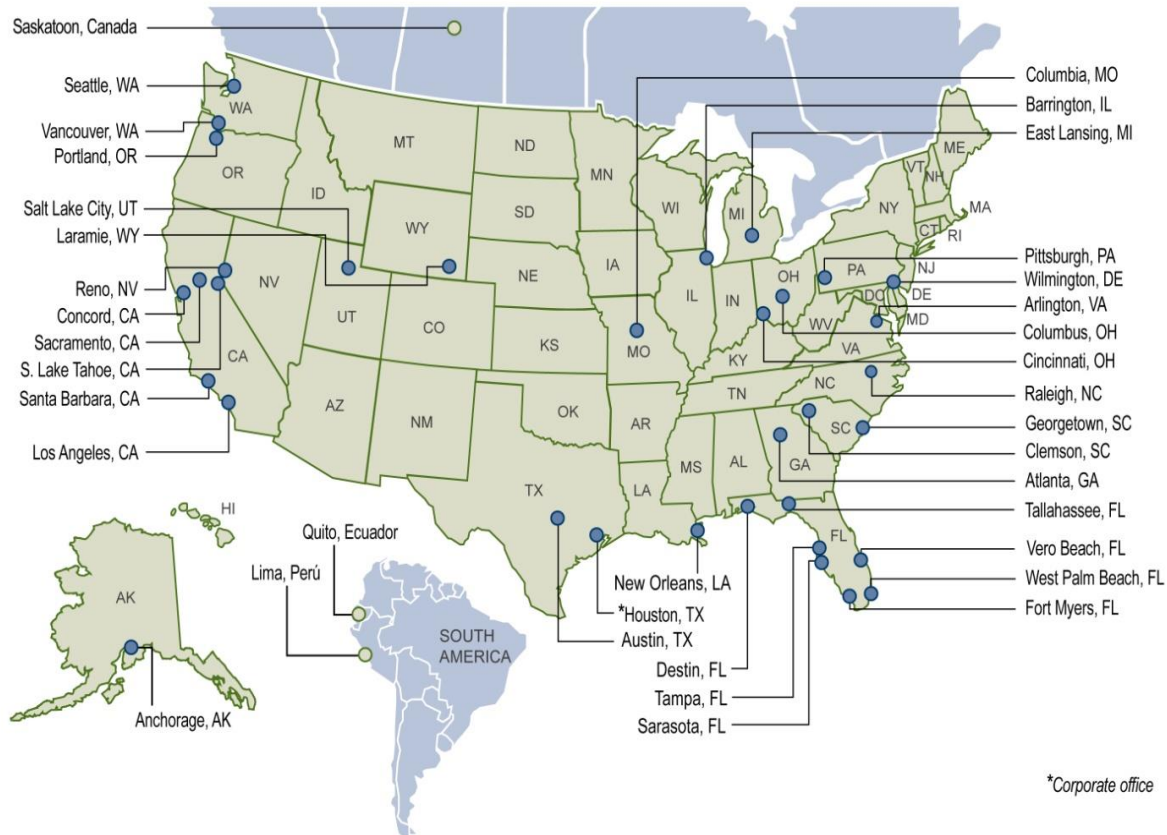 Saskatoon, Canada
Seattle, WA
Vancouver, WA
Portland, OR
Salt Lake City, UT
Laramie, WY
Reno, NV
Concord, CA
Sacramento, CA
S. Lake Tahoe, CA
Santa Barbara, CA
Los Angeles, CA
WA
OR
ID
MT
ND
SD
WY
NE
NV
UT
CO
CA
AZ
NM
KS
OK
TX
MN
IA
MO
AR
LA
WI
IL
MI
IN
OH
KY
TN
MS
AL
GA
FL
SC
NC
VA
WV
PA
NY
VT
NH
ME
MA
CT
RI
NJ
DE
DC
MD
Columbia, MO
Barrington, IL
East Lansing, MI
Pittsburgh, PA
Wilmington, DE
Arlington, VA
Columbus, OH
Cincinnati, OH
Raleigh, NC
Georgetown, SC
Clemson, SC
Atlanta, GA
Tallahassee, FL
Vero Beach, FL
West Palm Beach, FL
Fort Myers, FL
New Orleans, LA
*Houston, TX
Austin, TX
Destin, FL
Tampa, FL
Sarasota, FL
HI
AK
Anchorage, AK
Quito, Ecuador
Lima, Perú
SOUTH
AMERICA
*Corporate office